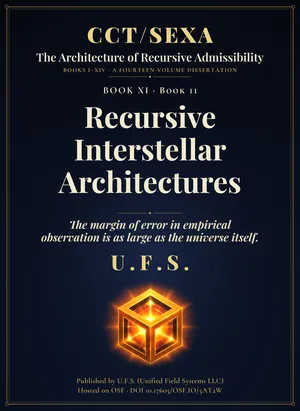 CCT/SEXA
The Architecture of Recursive Admissibility
BOOKS I–XIV · A FOURTEEN-VOLUME DISSERTATION
BOOK XI · BOOK 11
Recursive
Interstellar
Architectures
The margin of error in empirical
observation is as large as the universe itself.
U.F.S.
Published by U.F.S. (Unified Field Systems LLC)
Hosted on OSF · DOI 10.17605/OSF.IO/5AT2W